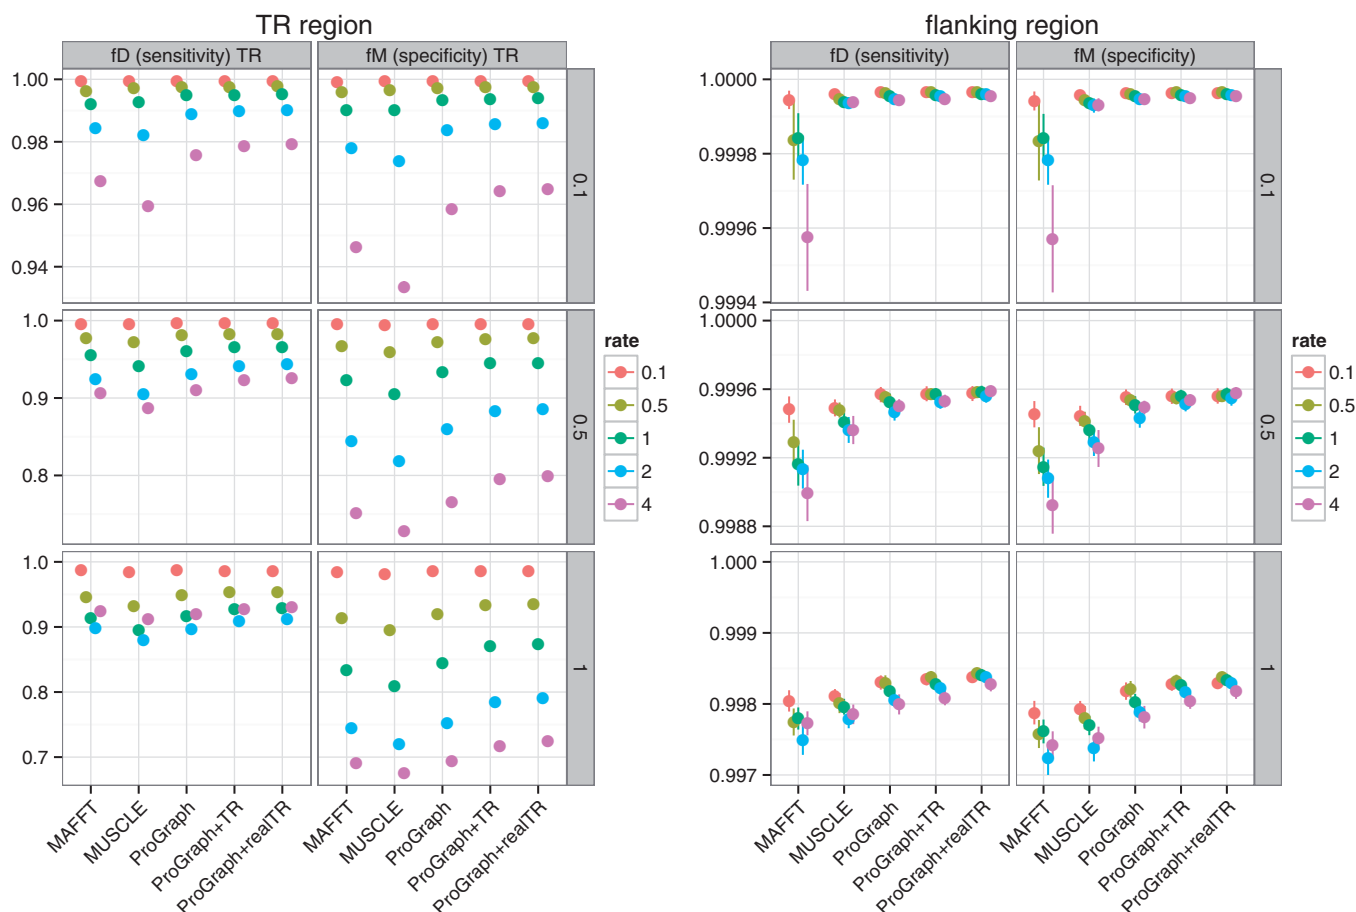 TR region
fD (sensitivity) TR
fM (specificity) TR
1.00
0.98
0.96
0.94
0.1
1.0
0.9
0.8
0.5
1.0
0.9
0.8
0.7
1
MAFFT
MUSCLE
ProGraph
ProGraph+TR
ProGraph+realTR
MAFFT
MUSCLE
ProGraph
ProGraph+TR
ProGraph+realTR
rate
0.1
0.5
1
2
4
flanking region
fD (sensitivity)
fM (specificity)
1.0000
0.9998
0.9996
0.9994
0.1
1.0000
0.9996
0.9992
0.9988
0.5
1.000
0.999
0.998
0.997
1
MAFFT
MUSCLE
ProGraph
ProGraph+TR
ProGraph+realTR
MAFFT
MUSCLE
ProGraph
ProGraph+TR
ProGraph+realTR
rate
0.1
0.5
1
2
4